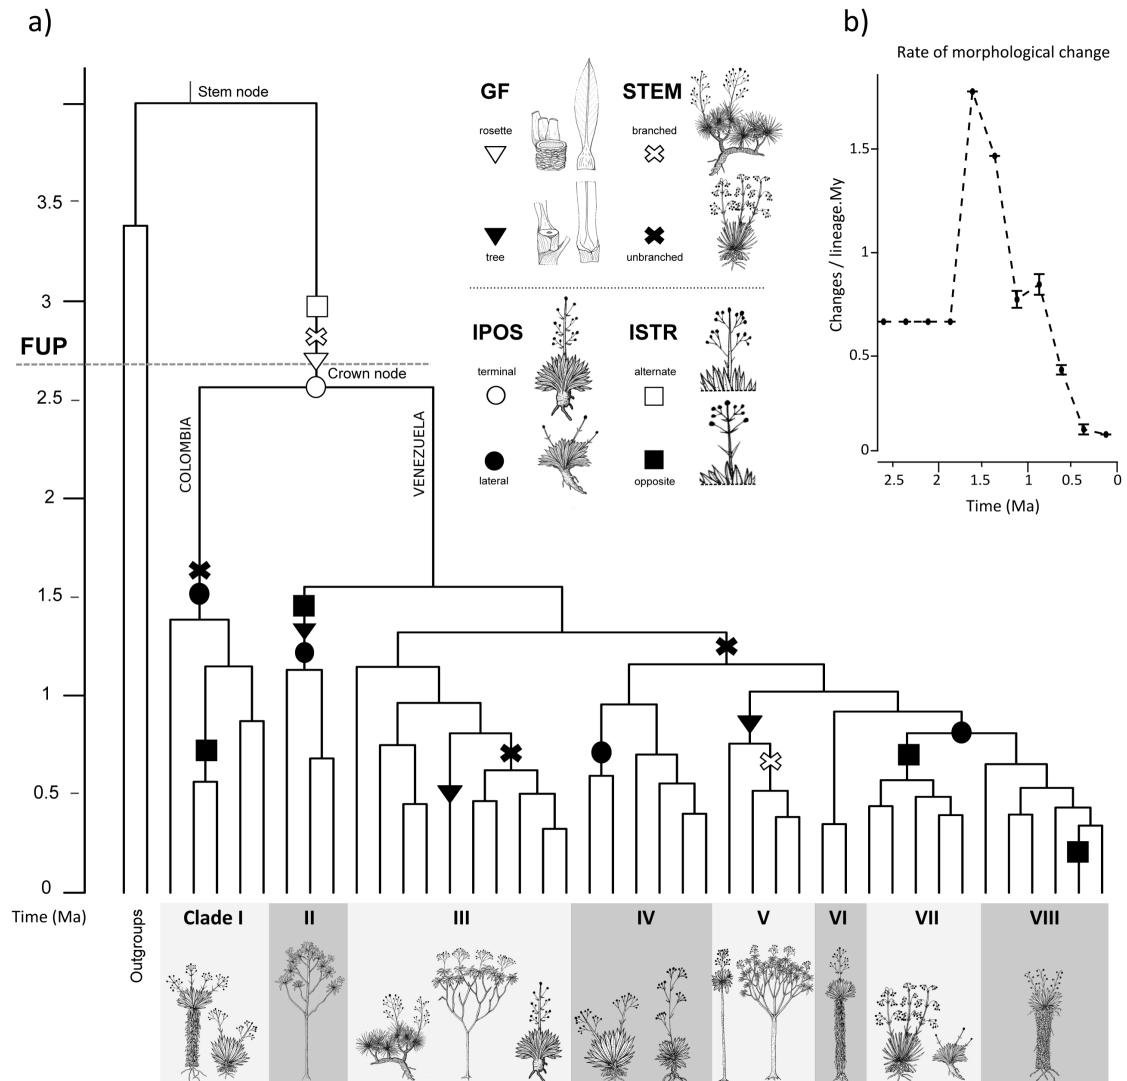 a)
Stem node
3.5
3
FUP
2.5
2
1.5
1
0.5
0
Time (Ma)
Crown node
COLOMBIA
VENEZUELA
GF
STEM
rosette
branched
tree
unbranched
IPOS
ISTR
terminal
alternate
lateral
opposite
b)
Rate of morphological change
Changes / lineage.My
1.5
1
0.5
0
2.5
2
1.5
1
0.5
0
Time (Ma)
Outgroups
Clade I
II
III
IV
V
VI
VII
VIII